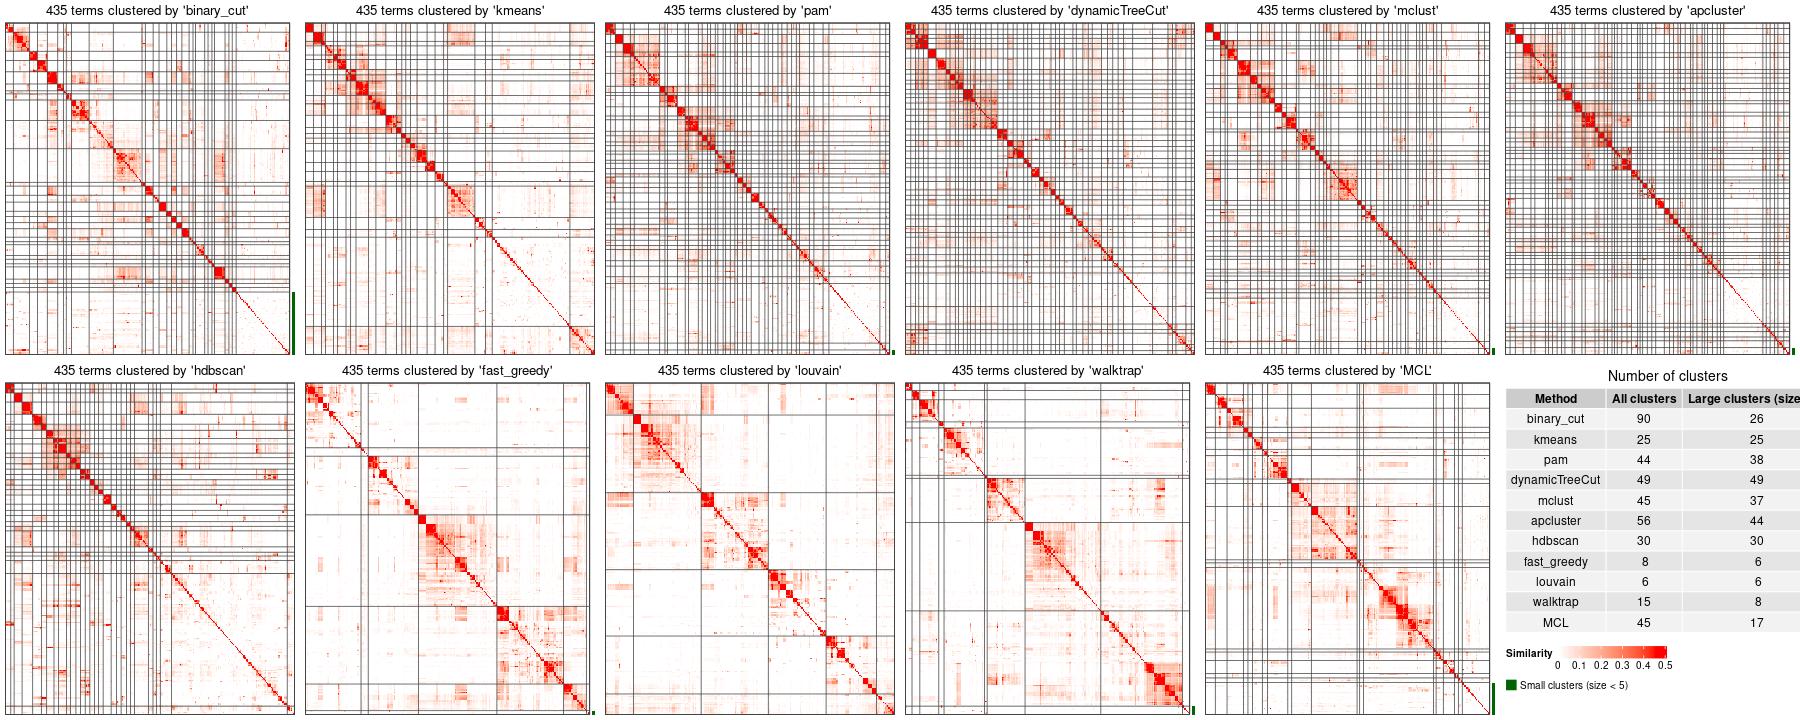 435 terms clustered by 'binary_cut'
435 terms clustered by 'kmeans'
435 terms clustered by 'pam'
435 terms clustered by 'dynamicTreeCut'
435 terms clustered by 'mclust'
435 terms clustered by 'apcluster'
435 terms clustered by 'hdbscan'
435 terms clustered by 'fast_greedy'
435 terms clustered by 'louvain'
435 terms clustered by 'walktrap'
435 terms clustered by 'MCL'
Number of clusters
Method All clusters Large clusters (size
binary_cut 90 26
kmeans 25 25
pam 44 38
dynamicTreeCut 49 49
mclust 45 37
apcluster 56 44
hdbscan 30 30
fast_greedy 8 6
louvain 6 6
walktrap 15 8
MCL 45 17
Similarity
0 0.1 0.2 0.3 0.4 0.5
Small clusters (size < 5)